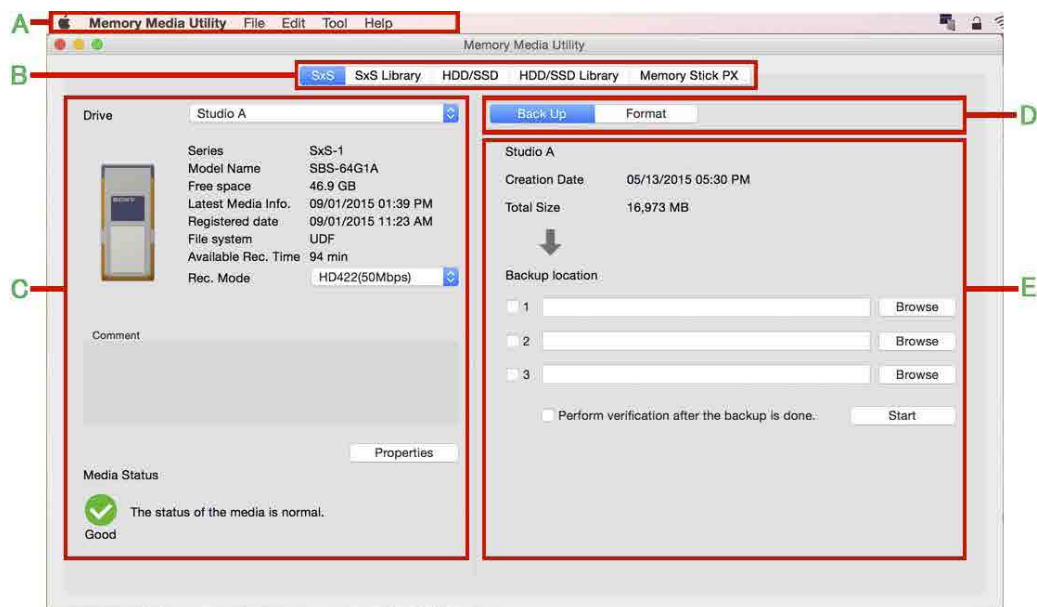 A
Memory Media Utility File Edit Tool Help
Memory Media Utility
B
SxS SxS Library HDD/SSD HDD/SSD Library Memory Stick PX
C
Drive Studio A
SONY
Series SxS-1
Model Name SBS-64G1A
Free space 46.9 GB
Latest Media Info. 09/01/2015 01:39 PM
Registered date 09/01/2015 11:23 AM
File system UDF
Available Rec. Time 94 min
Rec. Mode HD422(50Mbps)
Comment
Properties
Media Status
The status of the media is normal.
Good
D
Back Up Format
E
Studio A
Creation Date 05/13/2015 05:30 PM
Total Size 16,973 MB
Backup location
1 Browse
2 Browse
3 Browse
Perform verification after the backup is done. Start